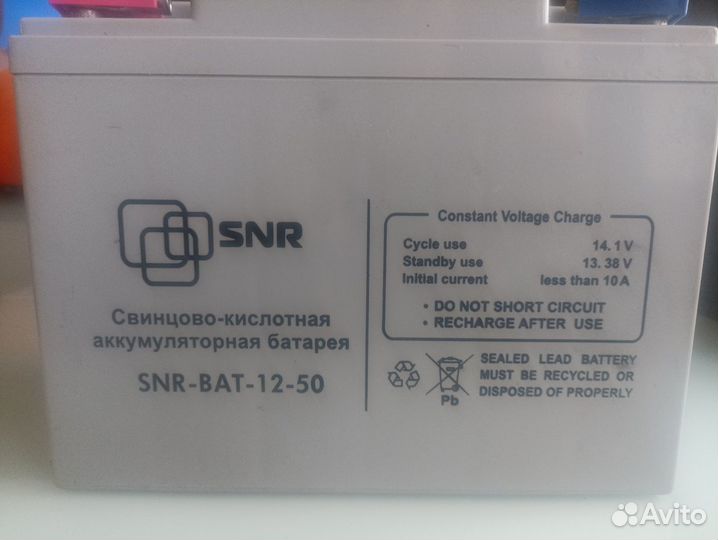 SNR
Свинцово-кислотная
аккумуляторная батарея
SNR-BAT-12-50
Constant Voltage Charge
Cycle use 14.1V
Standby use 13.38V
Initial current less than 10A
• DO NOT SHORT CIRCUIT
• RECHARGE AFTER USE
Pb
SEALED LEAD BATTERY
MUST BE RECYCLED OR
DISPOSED OF PROPERLY
Avito